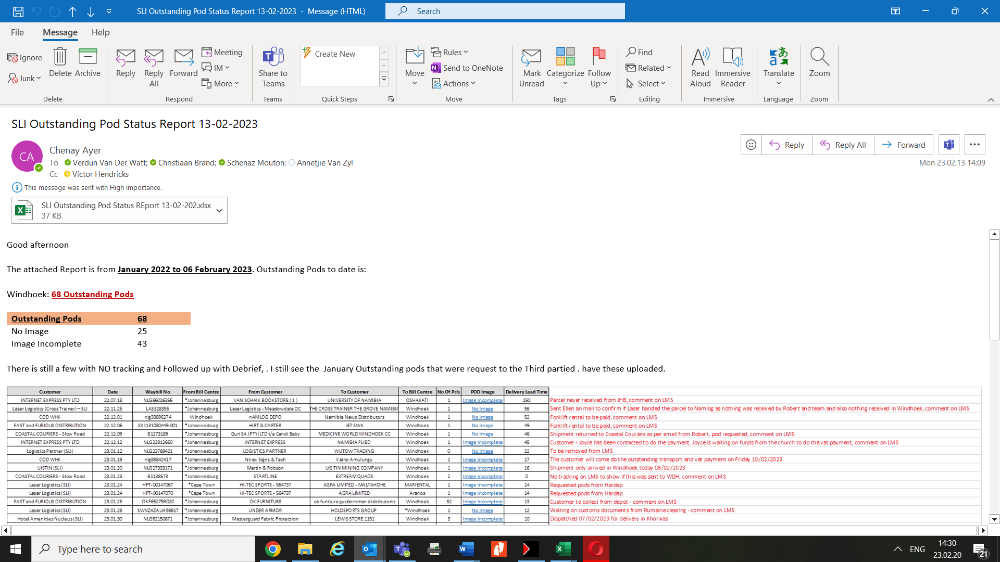 SLI Outstanding Pod Status Report 13-02-2023 - Message (HTML)
Search
File Message Help
Ignore
Junk
Delete
Archive
Delete
Reply
Reply All
Forward
Meeting
IM
More
Respond
Share to Teams
Teams
Create New
Quick Steps
Move
Rules
Send to OneNote
Actions
Move
Mark Unread
Categorize
Follow Up
Tags
Find
Related
Select
Editing
Read Aloud
Immersive Reader
Immersive
Translate
Language
Zoom
Zoom
SLI Outstanding Pod Status Report 13-02-2023
CA
Chenay Ayer
To Verdun Van Der Watt; Christiaan Brand; Schenaz Mouton; Annetjie Van Zyl
Cc Victor Hendricks
Reply Reply All Forward
Mon 23.02.13 14:09
This message was sent with High importance.
SLI Outstanding Pod Status REport 13-02-202.xlsx
37 KB
Good afternoon
The attached Report is from January 2022 to 06 February 2023. Outstanding Pods to date is:
Windhoek: 68 Outstanding Pods
Outstanding Pods 68
No Image 25
Image Incomplete 43
There is still a few with NO tracking and Followed up with Debrief, . I still see the January Outstanding pods that were request to the Third partied . have these uploaded.
Customer Date Waybill No From Bill Centre From Customer To Customer To Bill Centre No Of Pcls POD Image Delivery Lead Time
INTERNET EXPRESS PTY LTD 22.07.18 NLG66026356 *Johannesburg VAN SCHAIK BOOKSTORE ( 1 ) UNIVERSITY OF NAMIBIA OSHAKATI 1 Image Incomplete 150 Parcel never received from JHB, comment on LMS
Laser Logistics (Cross Trainer) – SLI 22.11.25 LAS328355 *Johannesburg Laser Logistics - Meadowdale DC THE CROSS TRAINER THE GROVE NAMIBIA Windhoek 1 No Image 56 Sent Ellen an mail to confirm if Laser handed the parcel to Namlog as nothing was received by Robert and team and also nothing received in Windhoek, comment on LMS
COD WHK 22.12.01 nlg33896274 Windhoek nAMLOG DEPO Namibia News Distributors Windhoek 1 No Image 52 Forklift rental to be paid, comment on LMS
FAST and FURIOUS DISTRIBUTION 22.12.06 SX1131080449-001 *Johannesburg HIRT & CARTER JET SWK Windhoek 1 No Image 49 Forklift rental to be paid, comment on LMS
COASTAL COURIERS - Slow Road 22.12.09 B1273189 *Johannesburg Guri SA (PTY) LTD t/a Candi Baby MEDICINE WORLD WINDHOEK CC Windhoek 1 No Image 46 Shipment returned to Coastal Couriers as per email from Robert, pod requested, comment on LMS
INTERNET EXPRESS PTY LTD 22.12.12 NLG22912660 *Johannesburg iNTERNET EXPRESS NAMIBIA FLIED Windhoek 1 Image Incomplete 45 Customer - Joyce has been contacted to do the payment, Joyce is waiting on funds from the church to do the vat payment, comment on LMS
Logistics Partner (SLI) 23.01.12 NLG23769421 *Johannesburg LOGISTICS PARTNER WUTOW TRADING Windhoek 0 No Image 22 To be removed from LMS
COD WHK 23.01.19 nlg85842417 *Johannesburg Nirex Signs & Tech Vaino Amulungu Windhoek 1 Image Incomplete 17 The customer will come do the outstanding transport and vat payment on Friday 10/02/2023
UISTIN (SLI) 23.01.20 NLG27333171 *Johannesburg Martin & Robson UIS TIN MINING COMPANY Windhoek 1 Image Incomplete 16 Shipment only arrived in Windhoek today 08/02/2023
COASTAL COURIERS - Slow Road 23.01.23 B1138573 *Johannesburg STARTLINE EXTREAM QUADS Windhoek 2 Image Incomplete 0 No tracking on LMS to show if this was sent to WDH, comment on LMS
Laser Logistics (SLI) 23.01.24 HPT-00147067 *Cape Town HI-TEC SPORTS - 564737 AGRA LIMITED - MALTAHOHE MARIENTAL 1 Image Incomplete 14 Requested pods from Hardap
Laser Logistics (SLI) 23.01.24 HPT-00147070 *Cape Town HI-TEC SPORTS - 564737 AGRA LIMITED Aranos 1 Image Incomplete 14 Requested pods from Hardap
FAST and FURIOUS DISTRIBUTION 23.01.25 OKF65275R020 *Johannesburg OK FURNITURE ok funiture gysbornman distributorts Windhoek 52 Image Incomplete 13 Customer to collect from depot - comment on LMS
Laser Logistics (SLI) 23.01.26 SWNZAZAUA98617 *Johannesburg UNDER ARMOR HOLDSPORTS GROUP *Windhoek 1 No Image 12 Waiting on customs documents from Rumaine clearing - comment on LMS
Hotel Amenities Nucleus (SLI) 23.01.30 NLG62150871 *Johannesburg Masterguard Fabric Protection LEWIS STORE 1151 Windhoek 3 Image Incomplete 10 Dispatched 07/02/2023 for delivery in Khorixas
Type here to search
ENG
14:30
23.02.20
21